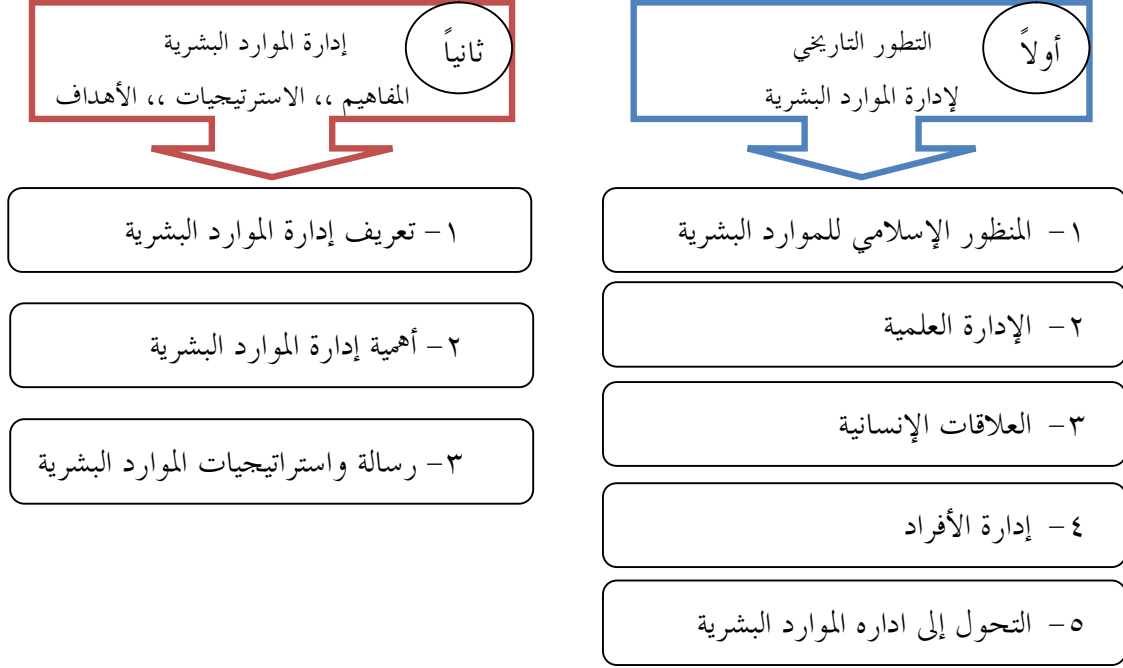 أولاً
التطور التاريخي
لإدارة الموارد البشرية
١- المنظور الإسلامي للموارد البشرية
٢- الإدارة العلمية
٣- العلاقات الإنسانية
٤- إدارة الأفراد
٥- التحول إلى اداره الموارد البشرية
ثانياً
إدارة الموارد البشرية
المفاهيم ،، الاسترتيجيات ،، الأهداف
١- تعريف إدارة الموارد البشرية
٢- أهمية إدارة الموارد البشرية
٣- رسالة واستراتيجيات الموارد البشرية